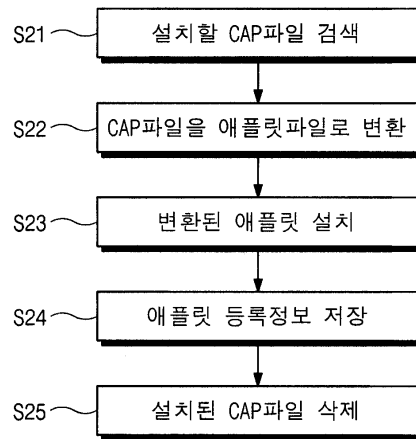 S21 설치할 CAP파일 검색
S22 CAP파일을 애플릿파일로 변환
S23 변환된 애플릿 설치
S24 애플릿 등록정보 저장
S25 설치된 CAP파일 삭제